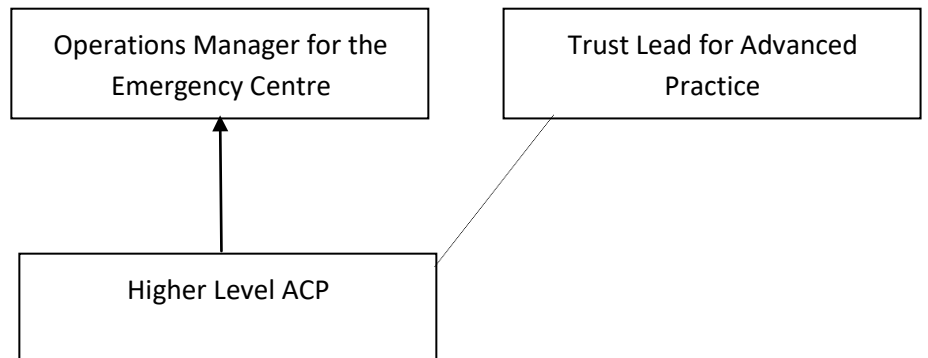 Operations Manager for the
Emergency Centre
Trust Lead for Advanced
Practice
Higher Level ACP